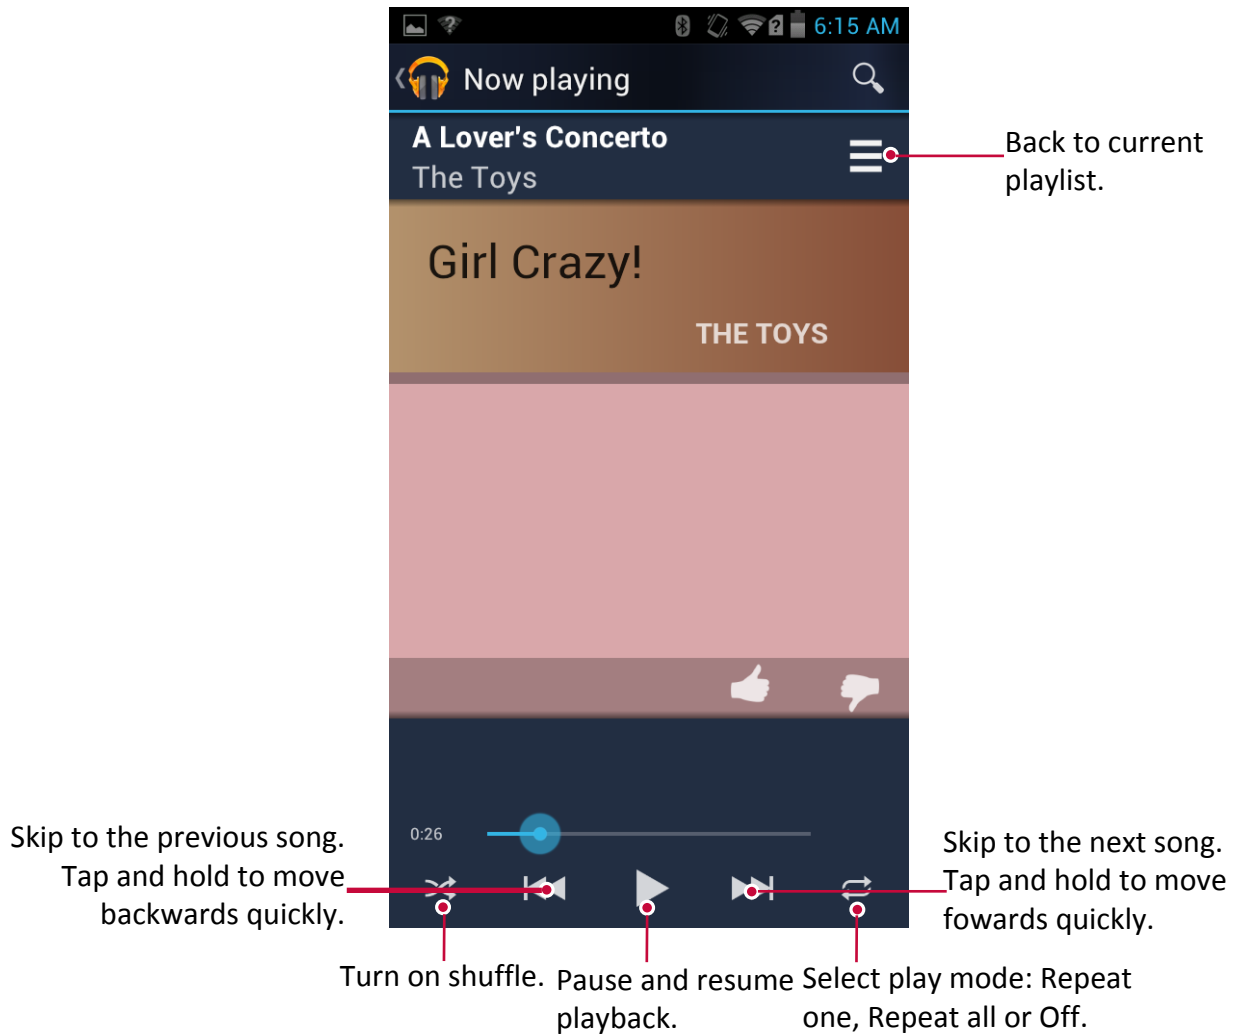 6:15 AM
Now playing
A Lover's Concerto
The Toys
Back to current
playlist.
Girl Crazy!
THE TOYS
0:26
Skip to the previous song.
Tap and hold to move
backwards quickly.
Skip to the next song.
Tap and hold to move
fowards quickly.
Turn on shuffle.
Pause and resume
playback.
Select play mode: Repeat
one, Repeat all or Off.